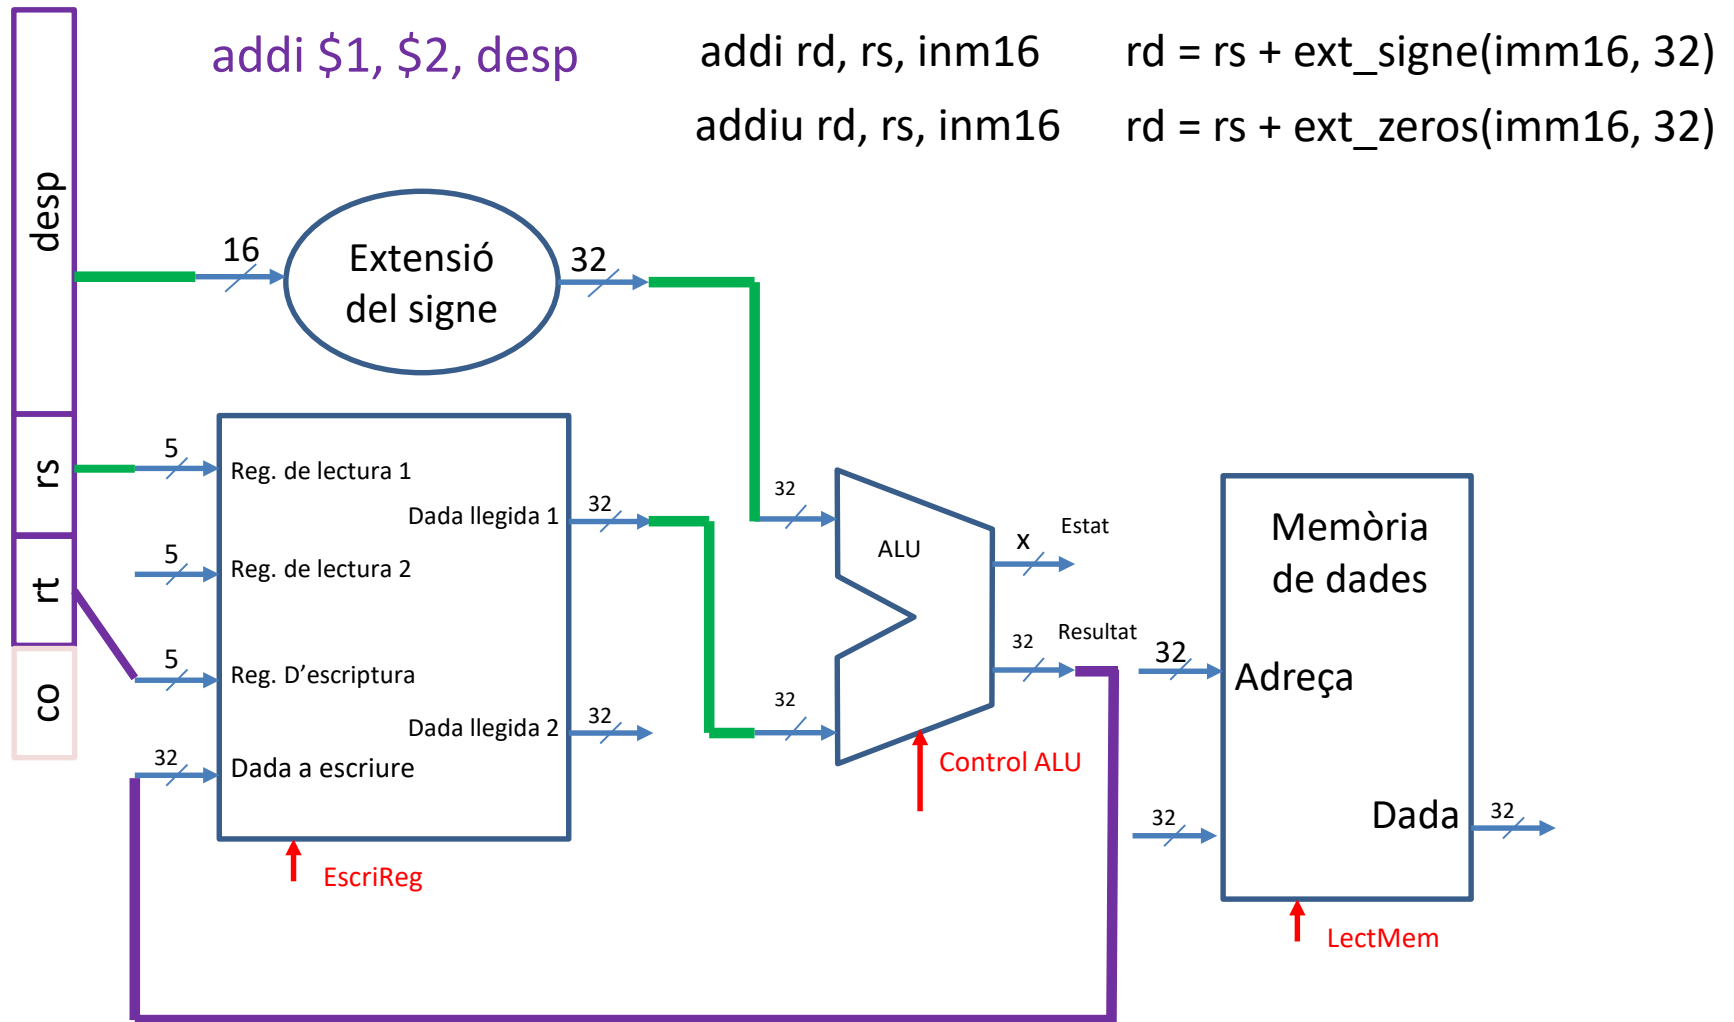 addi $1, $2, desp
addi rd, rs, inm16
rd = rs + ext_signe(imm16, 32)
addiu rd, rs, inm16
rd = rs + ext_zeros(imm16, 32)
desp
16
Extensió
del signe
32
rs
5
Reg. de lectura 1
Dada llegida 1
32
rt
5
Reg. de lectura 2
5
Reg. D'escriptura
co
Dada llegida 2
32
32
Dada a escriure
EscriReg
32
ALU
x
Estat
32
Resultat
32
Control ALU
Memòria
de dades
32
Adreça
32
Dada
32
LectMem